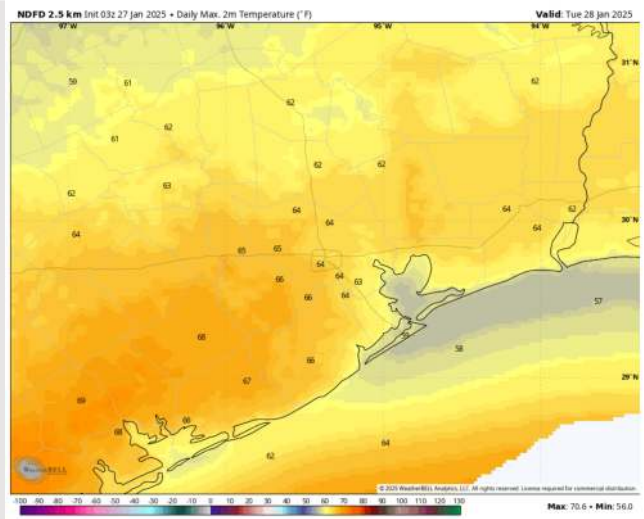 NDFD 2.5 km Init 03z 27 Jan 2025 • Daily Max. 2m Temperature (°F) Valid: Tue 28 Jan 2025
97°W 96°W 95°W 94°W
31°N
59 61 62
62
62
61
62 62
63
62
64 64 62
30°N
64 64
64
65 65
64
66 64 63
66 64
57
68 58
66
29°N
67
69
66
68
64
62
WeatherBELL
© 2025 WeatherBELL Analytics, LLC. All rights reserved. License required for commercial distribution.
-100 -90 -80 -70 -60 -50 -40 -30 -20 -10 0 10 20 30 40 50 60 70 80 90 100 110 120 130
Max: 70.6 • Min: 56.0